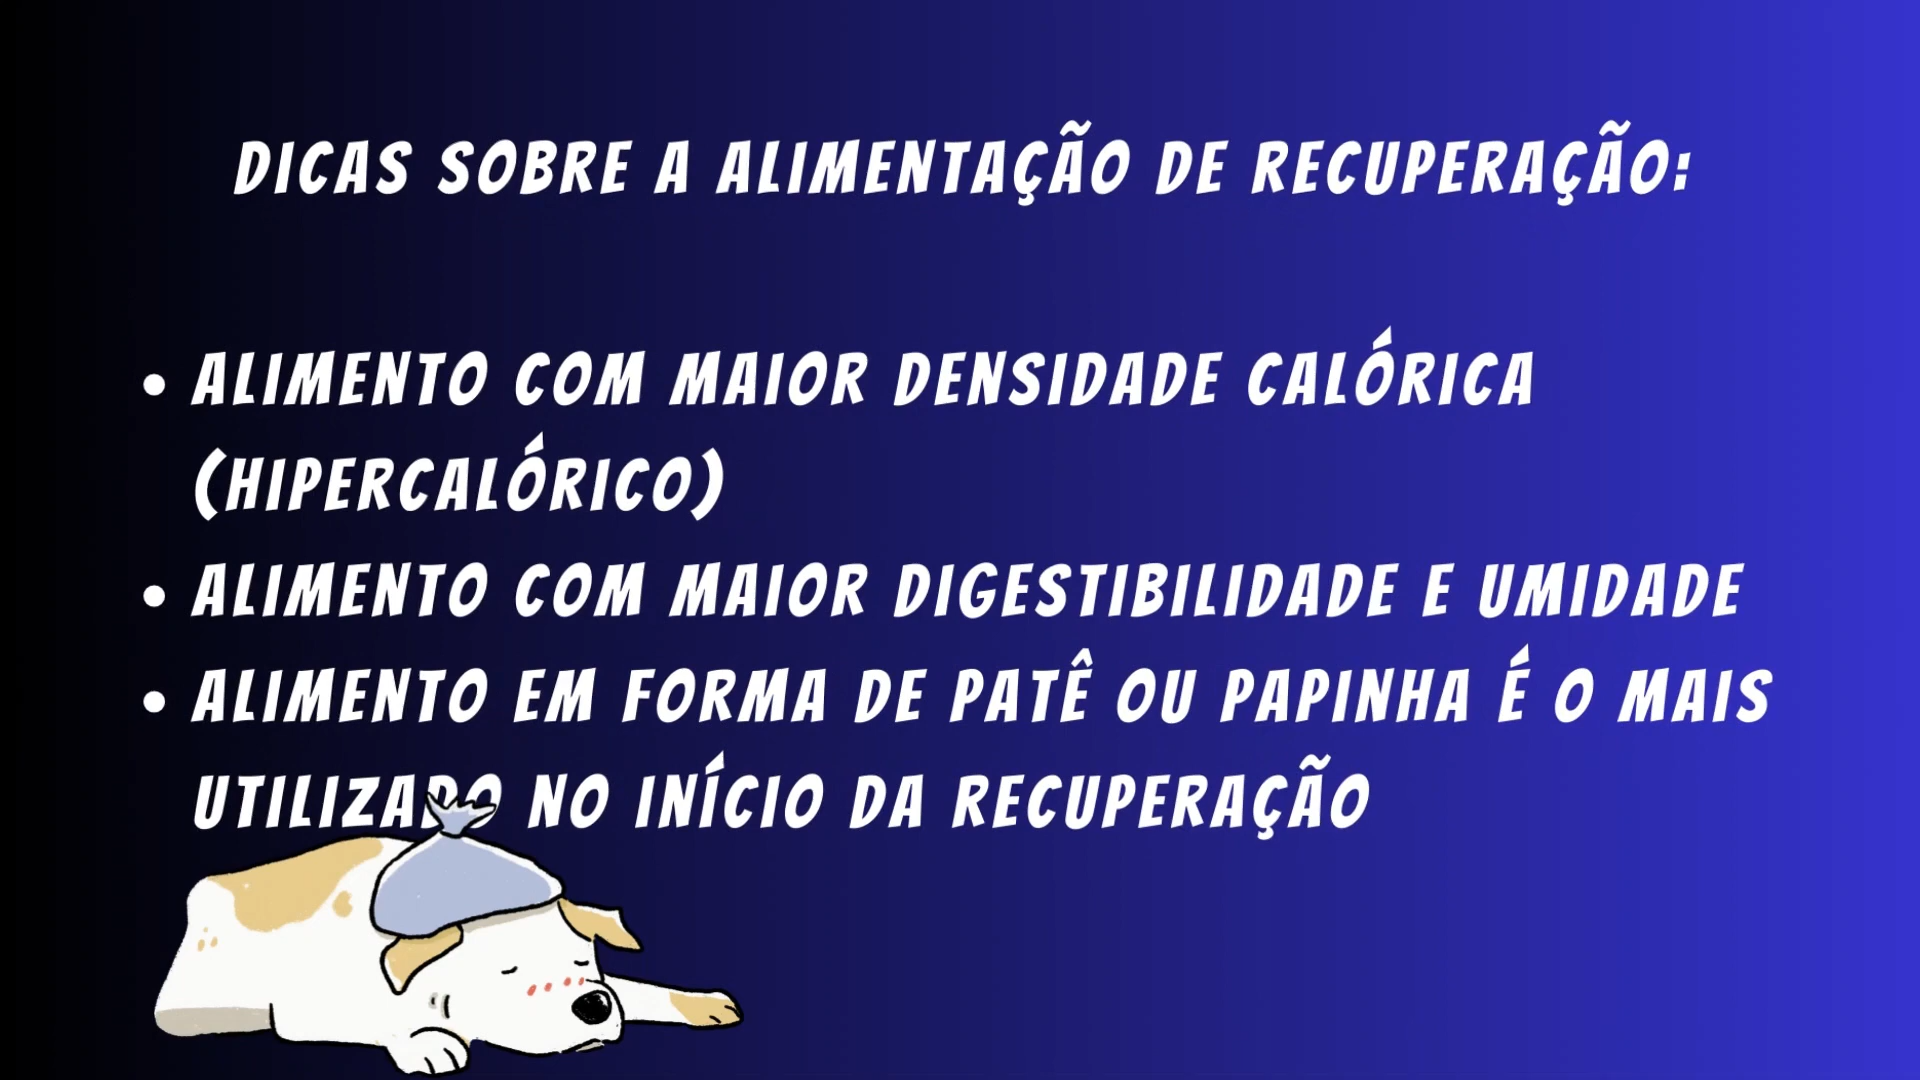 DICAS SOBRE A ALIMENTAÇÃO DE RECUPERAÇÃO:
• ALIMENTO COM MAIOR DENSIDADE CALÓRICA
(HIPERCALÓRICO)
• ALIMENTO COM MAIOR DIGESTIBILIDADE E UMIDADE
• ALIMENTO EM FORMA DE PATÊ OU PAPINHA É O MAIS
UTILIZADO NO INÍCIO DA RECUPERAÇÃO